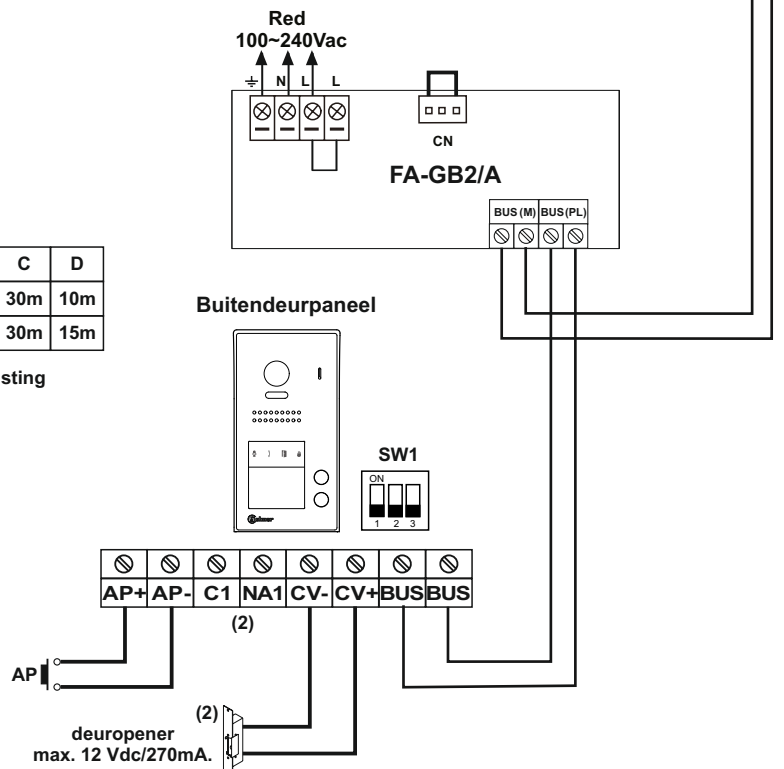 Red
100~240Vac
N L L
CN
FA-GB2/A
BUS (M) BUS (PL)
C D
30m 10m
30m 15m
sting
Buitendeurpaneel
SW1
ON
1 2 3
AP+ AP- C1 NA1 CV- CV+ BUS BUS
(2)
AP
(2)
deuropener
max. 12 Vdc/270mA.